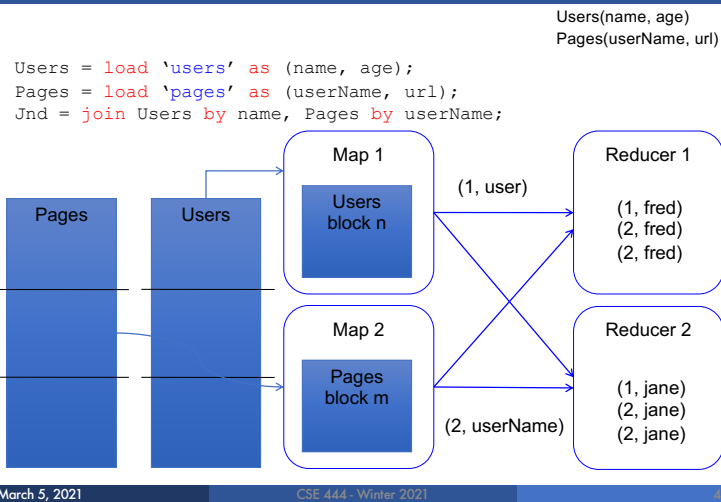 Users(name, age)
Pages(userName, url)
Users = load ‘users’ as (name, age);
Pages = load ‘pages’ as (userName, url);
Jnd = join Users by name, Pages by userName;
Pages
Users
Map 1
Users
block n
Map 2
Pages
block m
(1, user)
(2, userName)
Reducer 1
(1, fred)
(2, fred)
(2, fred)
Reducer 2
(1, jane)
(2, jane)
(2, jane)
March 5, 2021
CSE 444 - Winter 2021